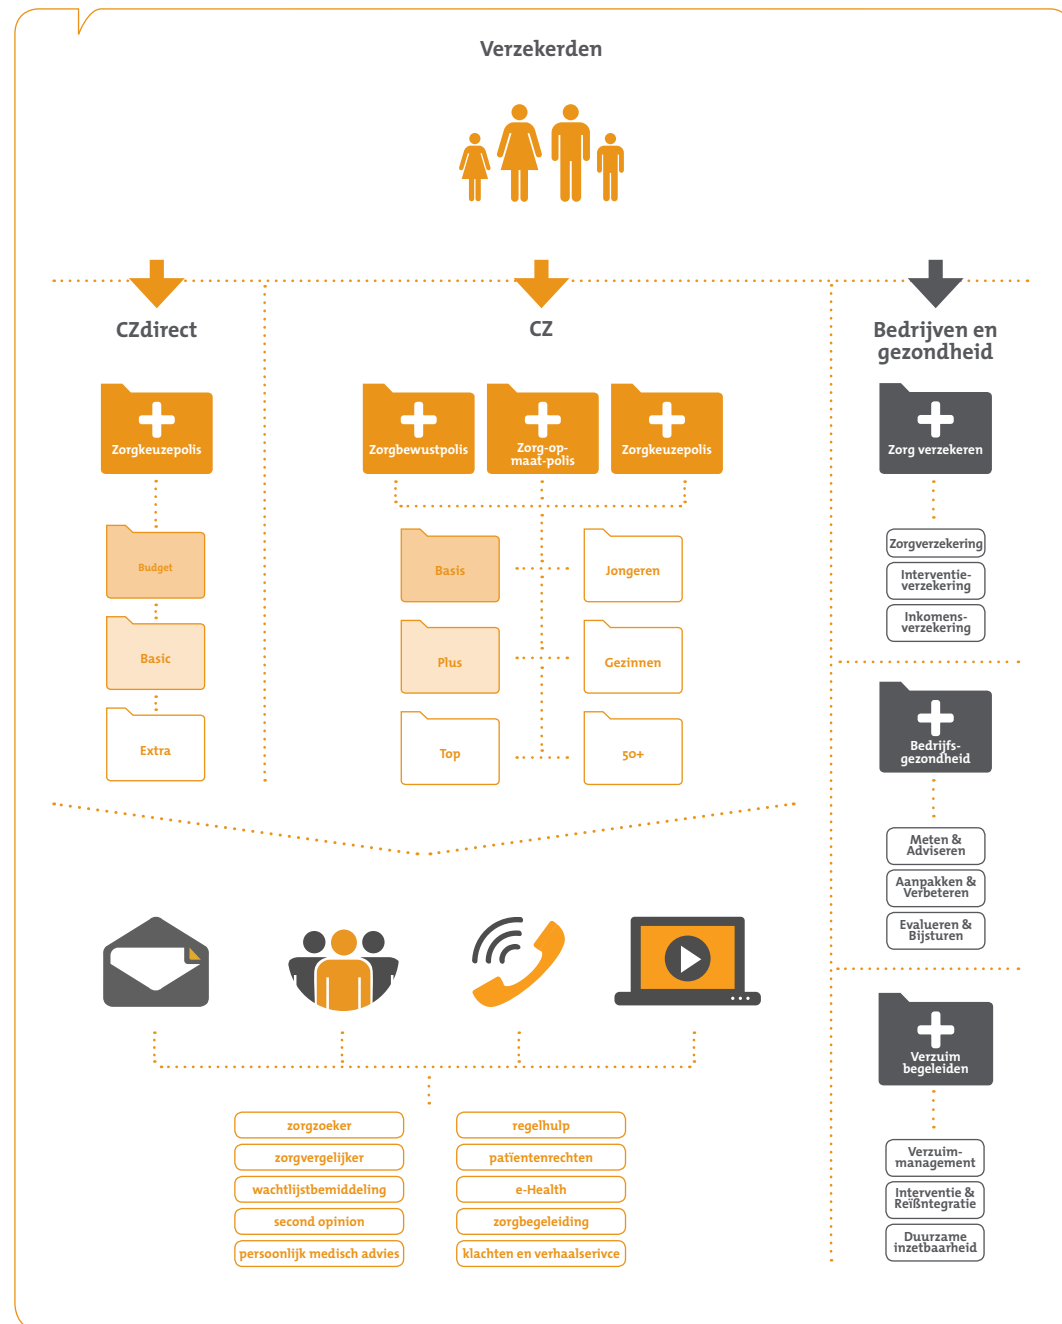 Verzekerden
CZdirect
Zorgkeuzepolis
Budget
Basic
Extra
CZ
Zorgbewustpolis
Zorg-op-
maat-polis
Zorgkeuzepolis
Basis
Jongeren
Plus
Gezinnen
Top
50+
Bedrijven en
gezondheid
Zorg verzekeren
Zorgverzekering
Interventie-
verzekering
Inkomens-
verzekering
Bedrijfs-
gezondheid
Meten &
Adviseren
Aanpakken &
Verbeteren
Evalueren &
Bijsturen
Verzuim
begeleiden
Verzuim-
management
Interventie &
Reïßntegratie
Duurzame
inzetbaarheid
zorgzoeker
zorgvergelijker
wachtlijstbemiddeling
second opinion
persoonlijk medisch advies
regelhulp
patïentenrechten
e-Health
zorgbegeleiding
klachten en verhaalserivce